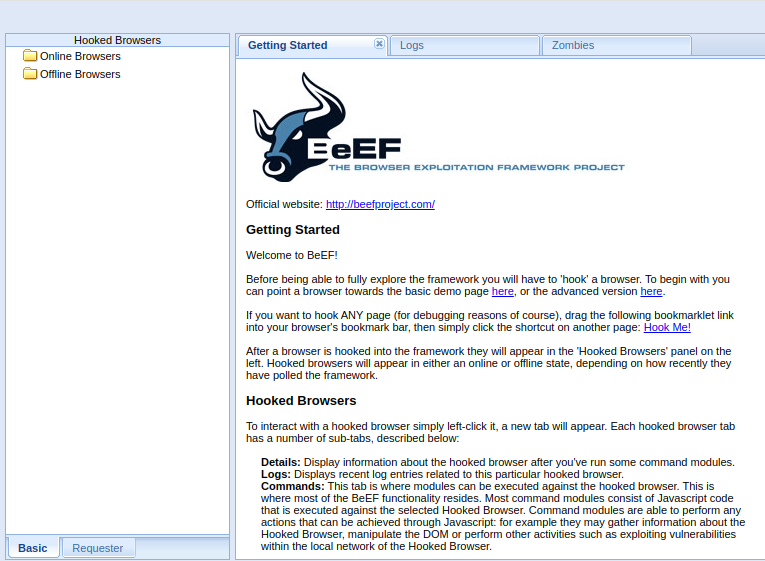 Hooked Browsers
Online Browsers
Offline Browsers
Basic
Requester
Getting Started
Logs
Zombies
BeEF
THE BROWSER EXPLOITATION FRAMEWORK PROJECT
Official website: http://beefproject.com/
Getting Started
Welcome to BeEF!
Before being able to fully explore the framework you will have to 'hook' a browser. To begin with you
can point a browser towards the basic demo page here, or the advanced version here.
If you want to hook ANY page (for debugging reasons of course), drag the following bookmarklet link
into your browser's bookmark bar, then simply click the shortcut on another page: Hook Me!
After a browser is hooked into the framework they will appear in the 'Hooked Browsers' panel on the
left. Hooked browsers will appear in either an online or offline state, depending on how recently they
have polled the framework.
Hooked Browsers
To interact with a hooked browser simply left-click it, a new tab will appear. Each hooked browser tab
has a number of sub-tabs, described below:
Details: Display information about the hooked browser after you've run some command modules.
Logs: Displays recent log entries related to this particular hooked browser.
Commands: This tab is where modules can be executed against the hooked browser. This is
where most of the BeEF functionality resides. Most command modules consist of Javascript code
that is executed against the selected Hooked Browser. Command modules are able to perform any
actions that can be achieved through Javascript: for example they may gather information about the
Hooked Browser, manipulate the DOM or perform other activities such as exploiting vulnerabilities
within the local network of the Hooked Browser.